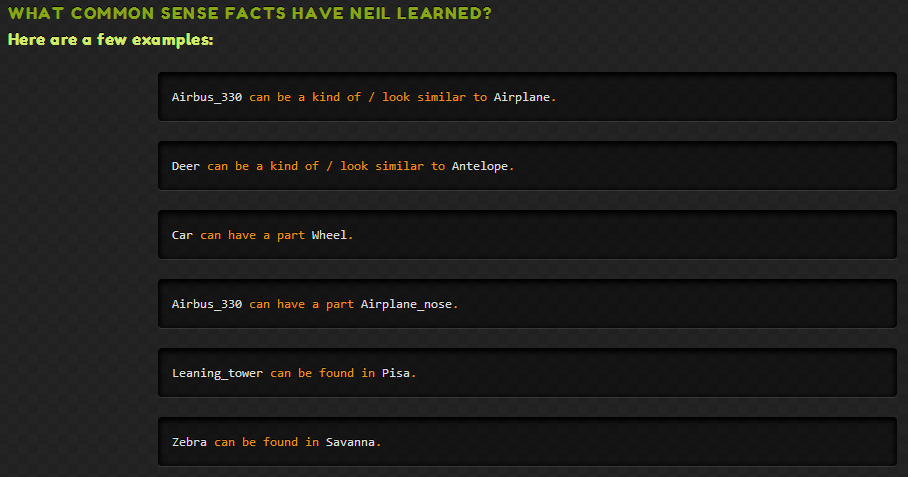 WHAT COMMON SENSE FACTS HAVE NEIL LEARNED?
Here are a few examples:
Airbus_330 can be a kind of / look similar to Airplane.
Deer can be a kind of / look similar to Antelope.
Car can have a part Wheel.
Airbus_330 can have a part Airplane_nose.
Leaning_tower can be found in Pisa.
Zebra can be found in Savanna.